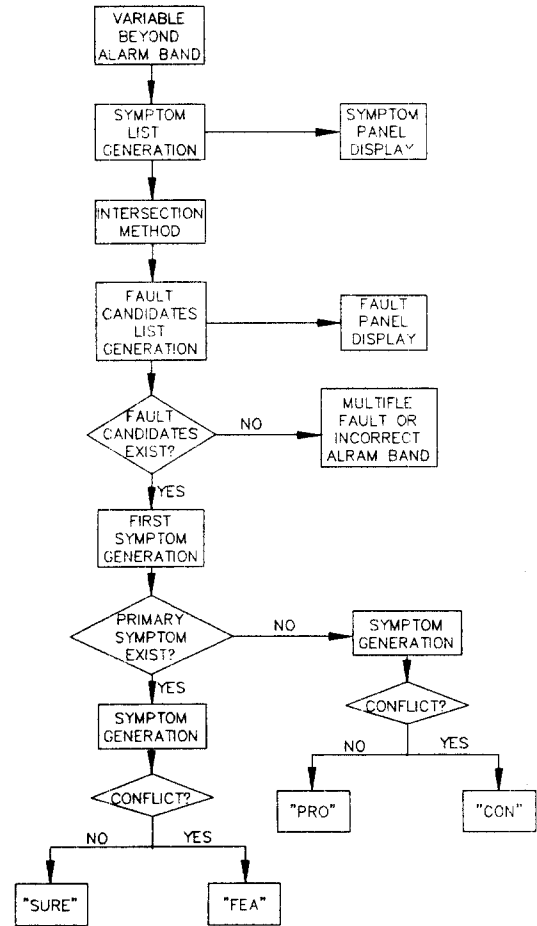 VARIABLE
BEYOND
ALARM BAND
SYMPTOM
LIST
GENERATION
SYMPTOM
PANEL
DISPLAY
INTERSECTION
METHOD
FAULT
CANDIDATES
LIST
GENERATION
FAULT
PANEL
DISPLAY
FAULT
CANDIDATES
EXIST?
NO
MULTIFLE
FAULT OR
INCORRECT
ALRAM BAND
YES
FIRST
SYMPTOM
GENERATION
PRIMARY
SYMPTOM
EXIST?
NO
SYMPTOM
GENERATION
YES
SYMPTOM
GENERATION
CONFLICT?
NO
YES
"PRO"
"CON"
CONFLICT?
NO
YES
"SURE"
"FEA"